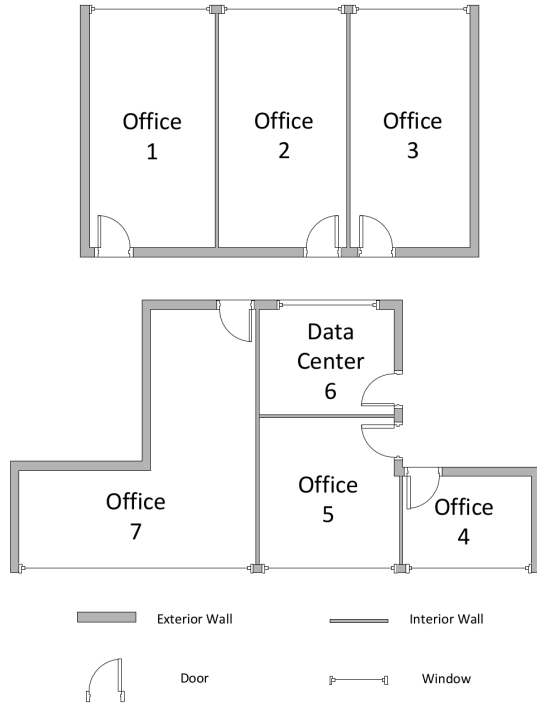 Office
1
Office
2
Office
3
Data
Center
6
Office
7
Office
5
Office
4
Exterior Wall
Interior Wall
Door
Window